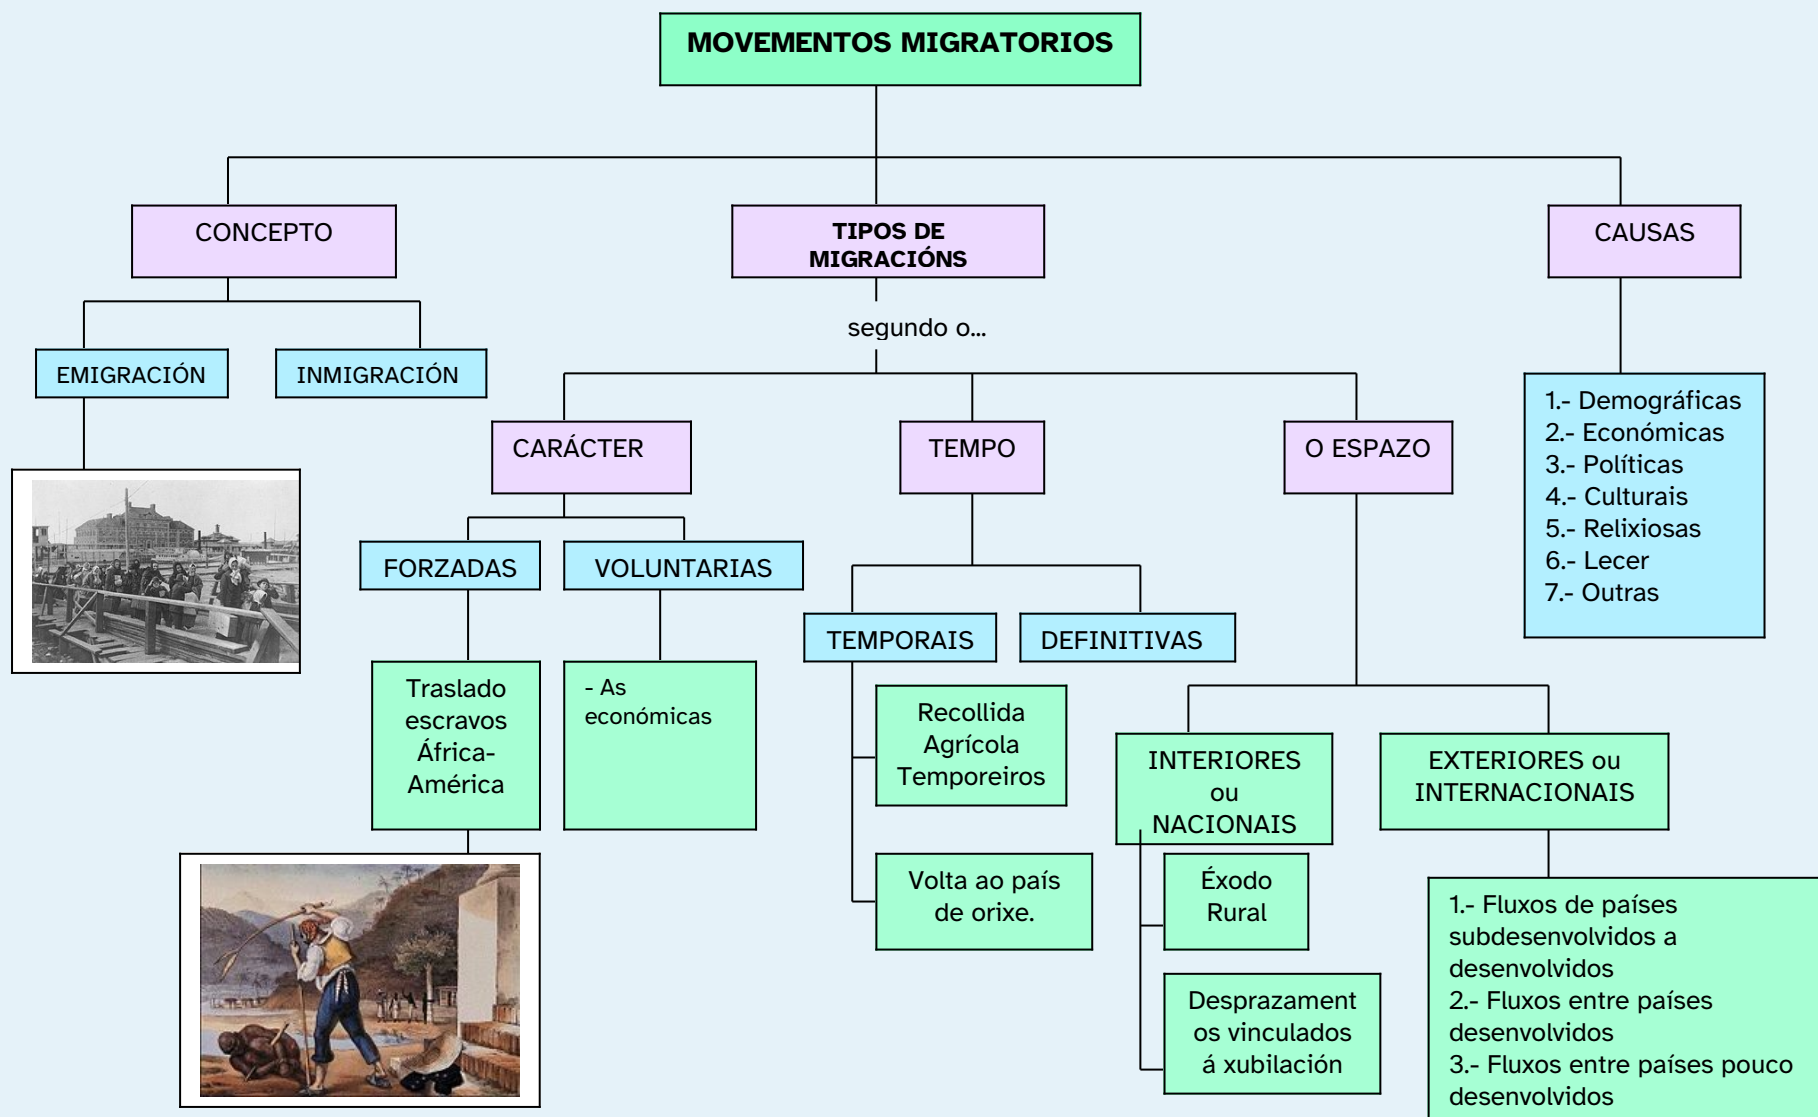 MOVEMENTOS MIGRATORIOS
CONCEPTO
TIPOS DE
MIGRACIÓNS
CAUSAS
segundo o...
EMIGRACIÓN
INMIGRACIÓN
CARÁCTER
TEMPO
O ESPAZO
1.- Demográficas
2.- Económicas
3.- Políticas
4.- Culturais
5.- Relixiosas
6.- Lecer
7.- Outras
FORZADAS
VOLUNTARIAS
TEMPORAIS
DEFINITIVAS
Traslado
escravos
África-
América
- As
económicas
Recollida
Agrícola
Temporeiros
Volta ao país
de orixe.
INTERIORES
ou
NACIONAIS
EXTERIORES ou
INTERNACIONAIS
Éxodo
Rural
Desprazament
os vinculados
á xubilación
1.- Fluxos de países
subdesenvolvidos a
desenvolvidos
2.- Fluxos entre países
desenvolvidos
3.- Fluxos entre países pouco
desenvolvidos